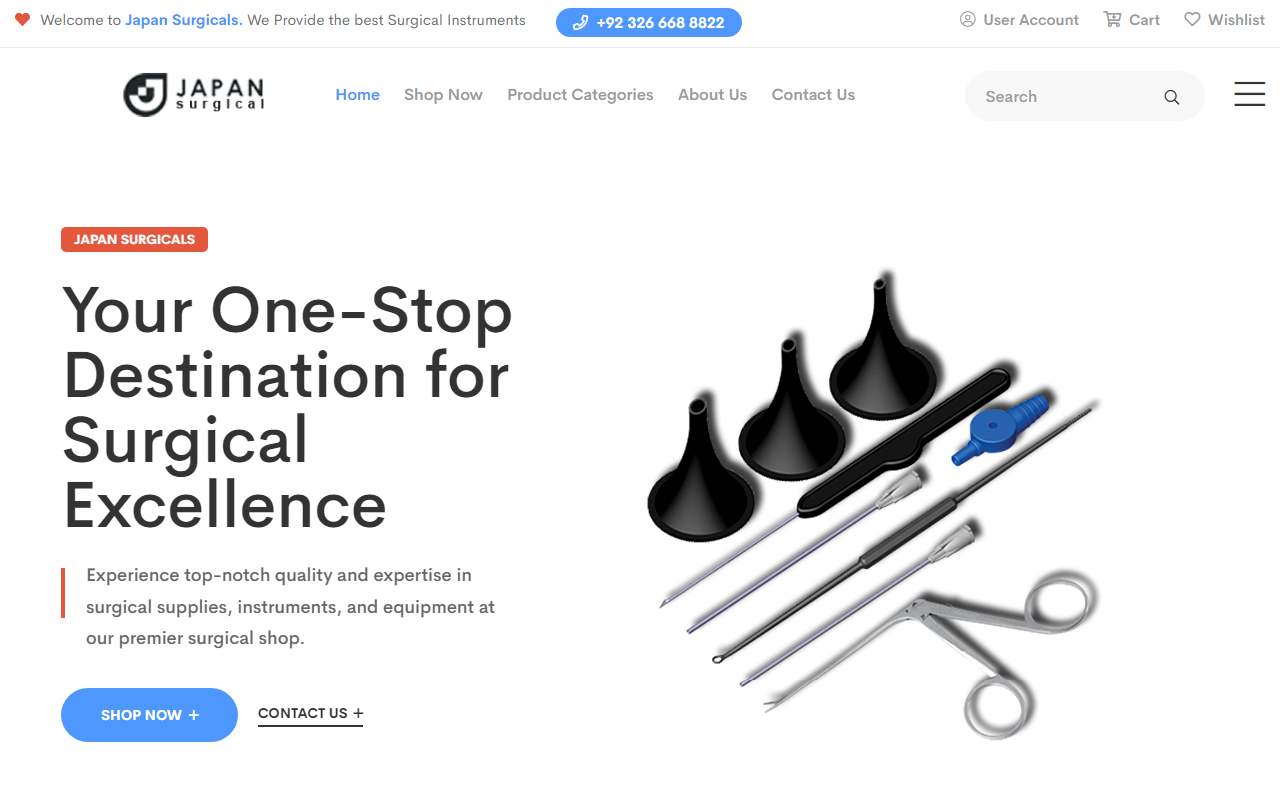 Welcome to Japan Surgicals. We Provide the best Surgical Instruments
+92 326 668 8822
User Account
Cart
Wishlist
JAPAN
surgical
Home
Shop Now
Product Categories
About Us
Contact Us
Search
JAPAN SURGICALS
Your One-Stop
Destination for
Surgical
Excellence
Experience top-notch quality and expertise in
surgical supplies, instruments, and equipment at
our premier surgical shop.
SHOP NOW +
CONTACT US +